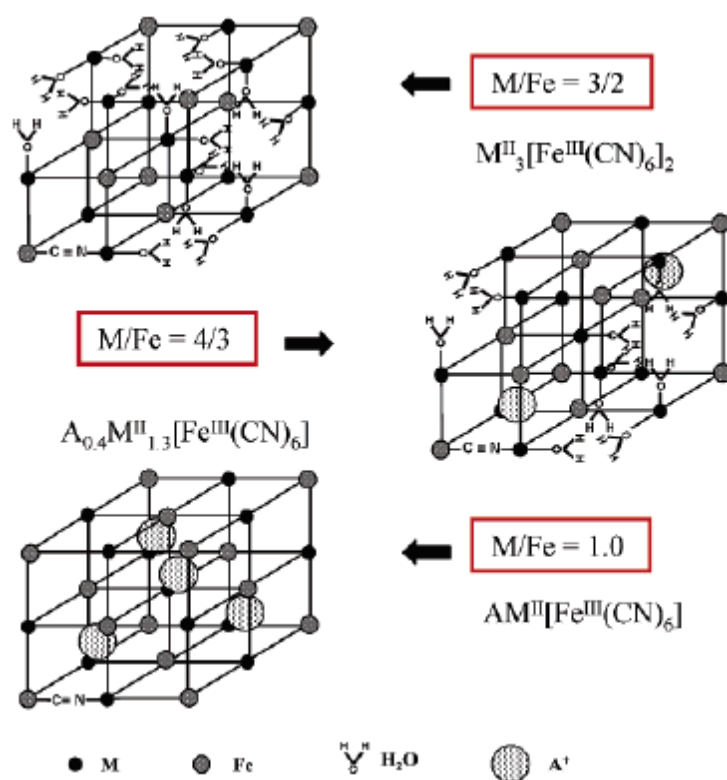 M/Fe = 3/2
M^II_3[Fe^III(CN)_6]_2
C≡N
M/Fe = 4/3
A_0.4M^II_1.3[Fe^III(CN)_6]
C≡N
M/Fe = 1.0
AM^II[Fe^III(CN)_6]
C≡N
M Fe H H O H_2O A^+